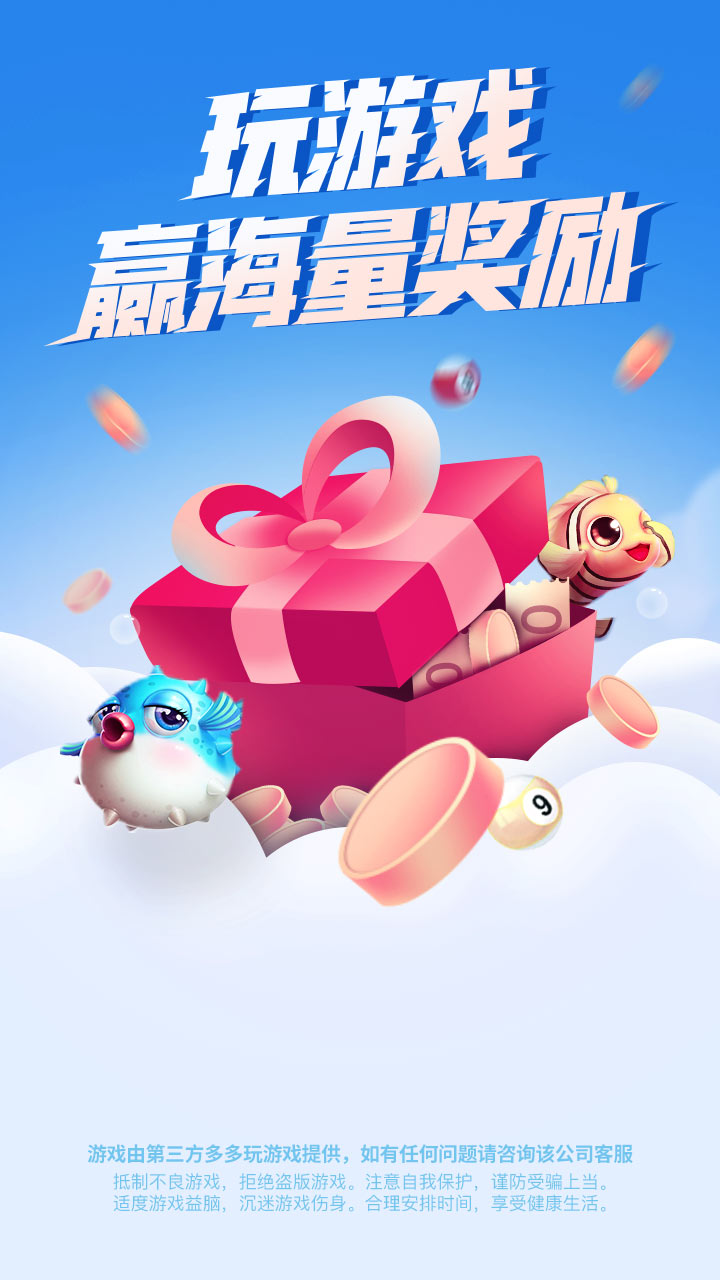 玩游戏
赢海量奖励
0
0
9
游戏由第三方多多玩游戏提供，如有任何问题请咨询该公司客服
抵制不良游戏，拒绝盗版游戏。注意自我保护，谨防受骗上当。
适度游戏益脑，沉迷游戏伤身。合理安排时间，享受健康生活。